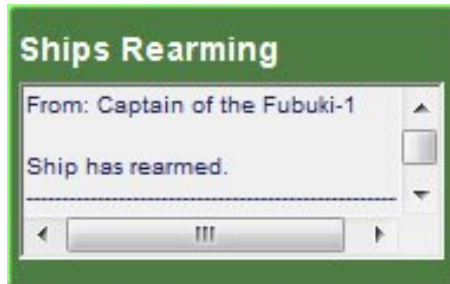 Ships Rearming
From: Captain of the Fubuki-1
Ship has rearmed.